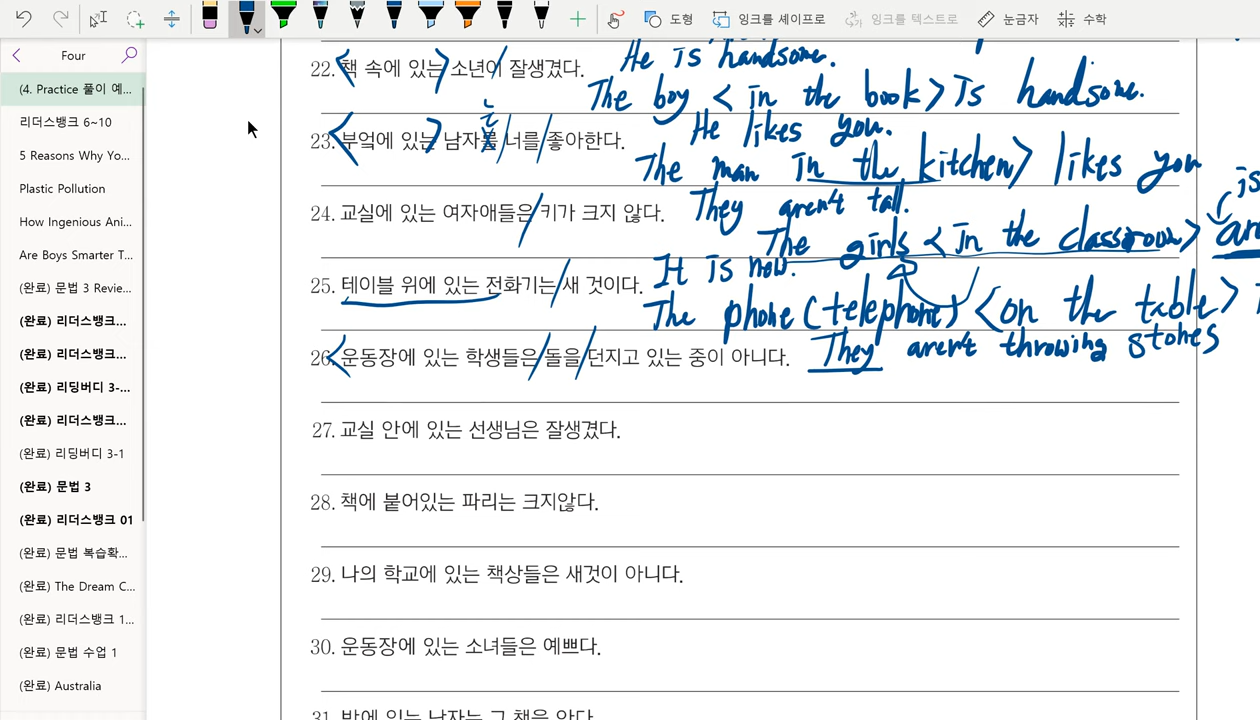 도형 잉크를 셰이프로 잉크를 텍스트로 눈금자 수학
Four
(4. Practice 풀이 예...
리더스뱅크 6~10
5 Reasons Why Yo...
Plastic Pollution
How Ingenious Ani...
Are Boys Smarter T...
(완료) 문법 3 Revie...
(완료) 리더스뱅크...
(완료) 리더스뱅크...
(완료) 리딩버디 3-...
(완료) 리더스뱅크...
(완료) 리딩버디 3-1
(완료) 문법 3
(완료) 리더스뱅크 01
(완료) 문법 복습확...
(완료) The Dream C...
(완료) 리더스뱅크 1...
(완료) 문법 수업 1
(완료) Australia
He is handsome.
22. <책 속에 있는> 소년이/ 잘생겼다.
The boy <in the book> is handsome.
He likes you.
23. <부엌에 있는> 남자는/ 너를/ 좋아한다.
The man in the kitchen> likes you
24. 교실에 있는 여자애들은/ 키가 크지 않다.
They aren't tall.
is
The girls <in the classroom>
25. 테이블 위에 있는 전화기는/ 새 것이다.
It is new.
The phone (telephone) <on the table>
26. <운동장에 있는 학생들은/ 돌을/ 던지고 있는 중이 아니다.
They aren't throwing stones
27. 교실 안에 있는 선생님은 잘생겼다.
28. 책에 붙어있는 파리는 크지않다.
29. 나의 학교에 있는 책상들은 새것이 아니다.
30. 운동장에 있는 소녀들은 예쁘다.